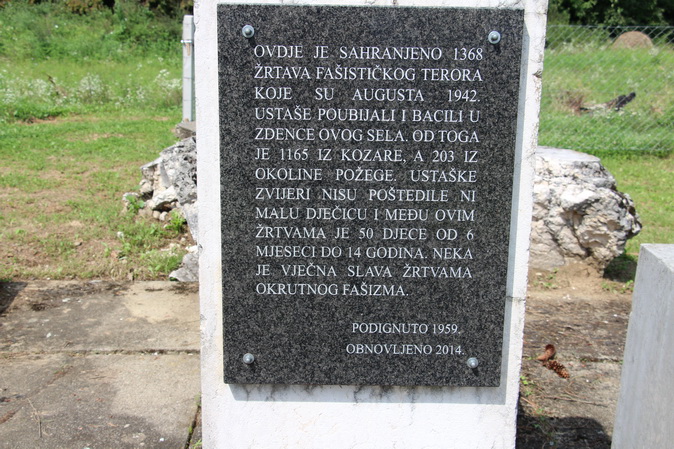 OVDJE JE SAHRANJENO 1368
ŽRTAVA FAŠISTIČKOG TERORA
KOJE SU AUGUSTA 1942.
USTAŠE POUBIJALI I BACILI U
ZDENCE OVOG SELA. OD TOGA
JE 1165 IZ KOZARE, A 203 IZ
OKOLINE POŽEGE. USTAŠKE
ZVIJERI NISU POŠTEDILE NI
MALU DJEČICU I MEĐU OVIM
ŽRTVAMA JE 50 DJECE OD 6
MJESECI DO 14 GODINA. NEKA
JE VJEČNA SLAVA ŽRTVAMA
OKRUTNOG FAŠIZMA.
PODIGNUTO 1959.
OBNOVLJENO 2014.